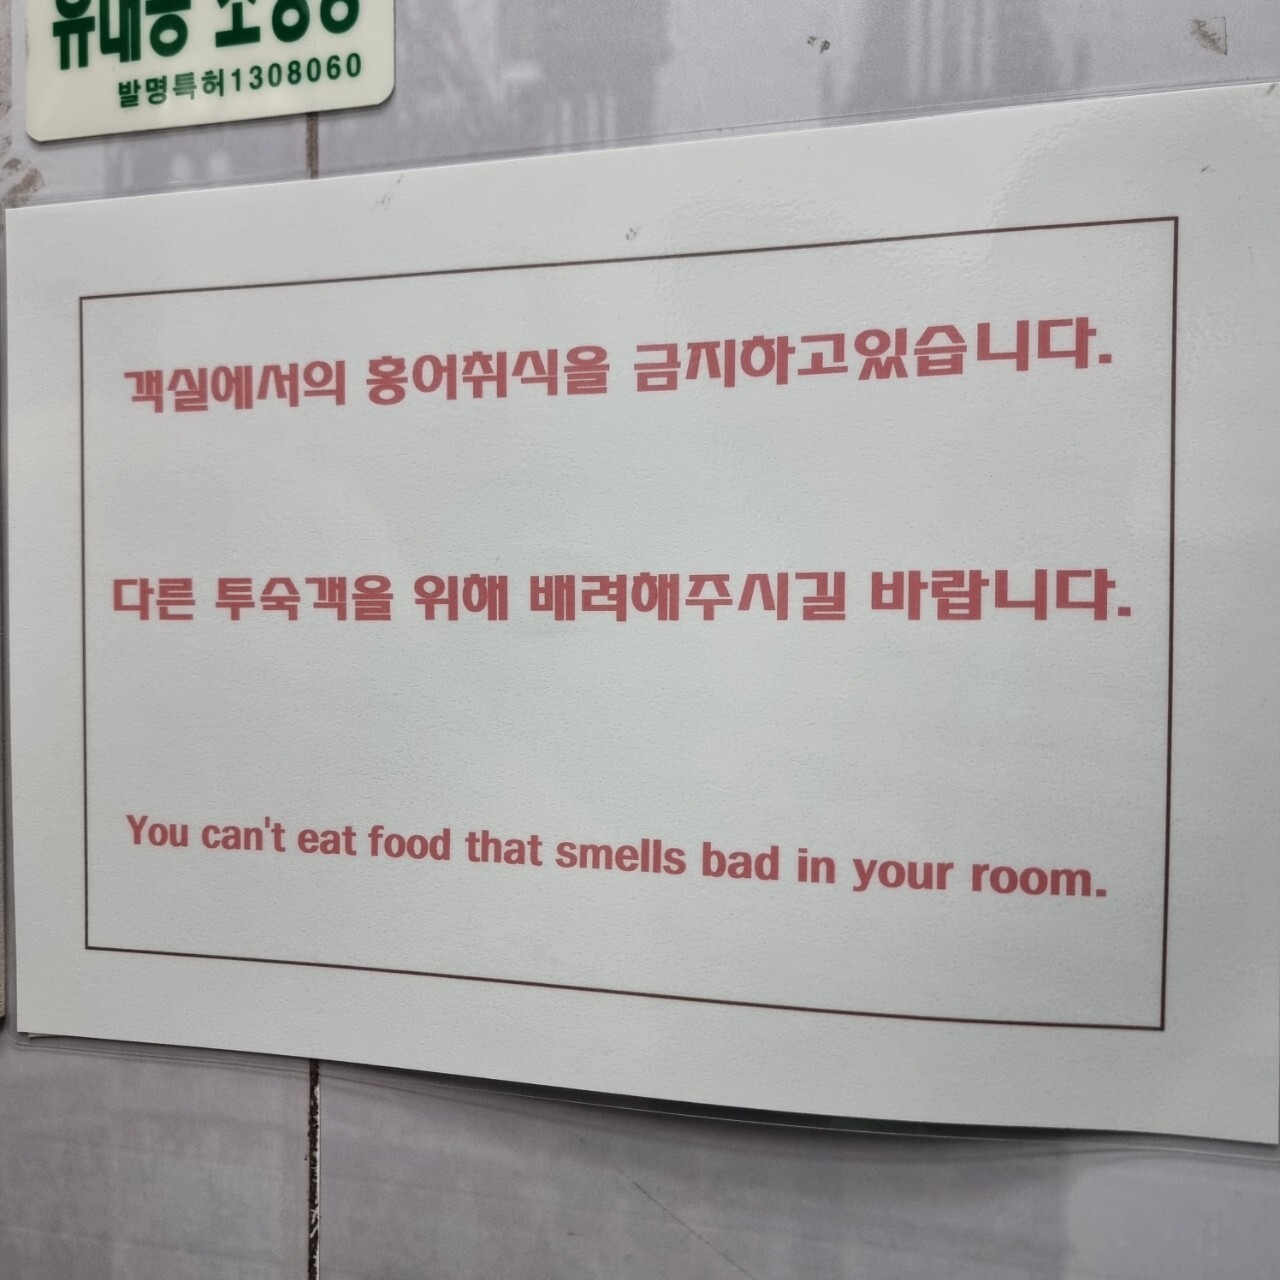 발명특허1308060
객실에서의 홍어취식을 금지하고있습니다.
다른 투숙객을 위해 배려해주시길 바랍니다.
You can't eat food that smells bad in your room.